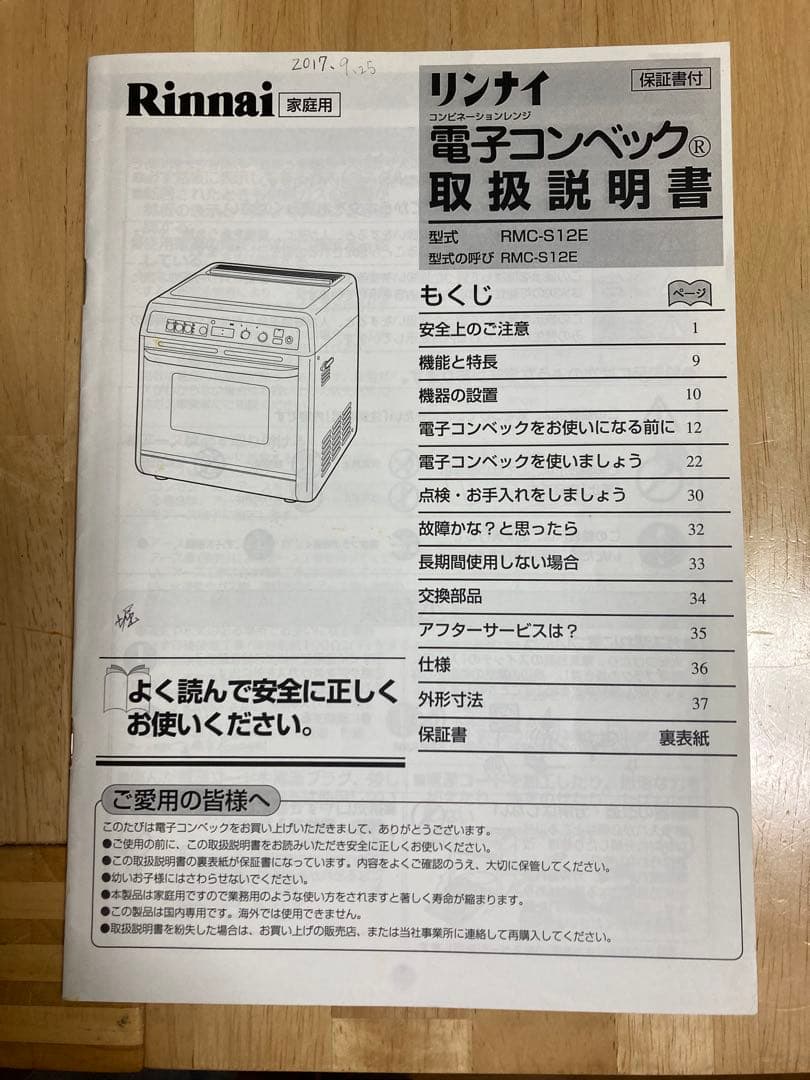 2017、9、25
Rinnai 家庭用
リンナイ 保証書付
コンビネーションレンジ
電子コンベック®
取扱説明書
型式 RMC-S12E
型式の呼び RMC-S12E
もくじ ページ
安全上のご注意 1
機能と特長 9
機器の設置 10
電子コンベックをお使いになる前に 12
電子コンベックを使いましょう 22
点検・お手入れをしましょう 30
故障かな？と思ったら 32
長期間使用しない場合 33
交換部品 34
アフターサービスは？ 35
仕様 36
外形寸法 37
保証書 裏表紙
堀
よく読んで安全に正しく
お使いください。
ご愛用の皆様へ
このたびは電子コンベックをお買い上げいただきまして、ありがとうございます。
●ご使用の前に、この取扱説明書をお読みいただき安全に正しくお使いください。
●この取扱説明書の裏表紙が保証書になっています。内容をよくご確認のうえ、大切に保管してください。
●幼いお子様にはさわらせないでください。
●本製品は家庭用ですので業務用のような使い方をされますと著しく寿命が縮まります。
●この製品は国内専用です。海外では使用できません。
●取扱説明書を紛失した場合は、お買い上げの販売店、または当社事業所に連絡して再購入してください。